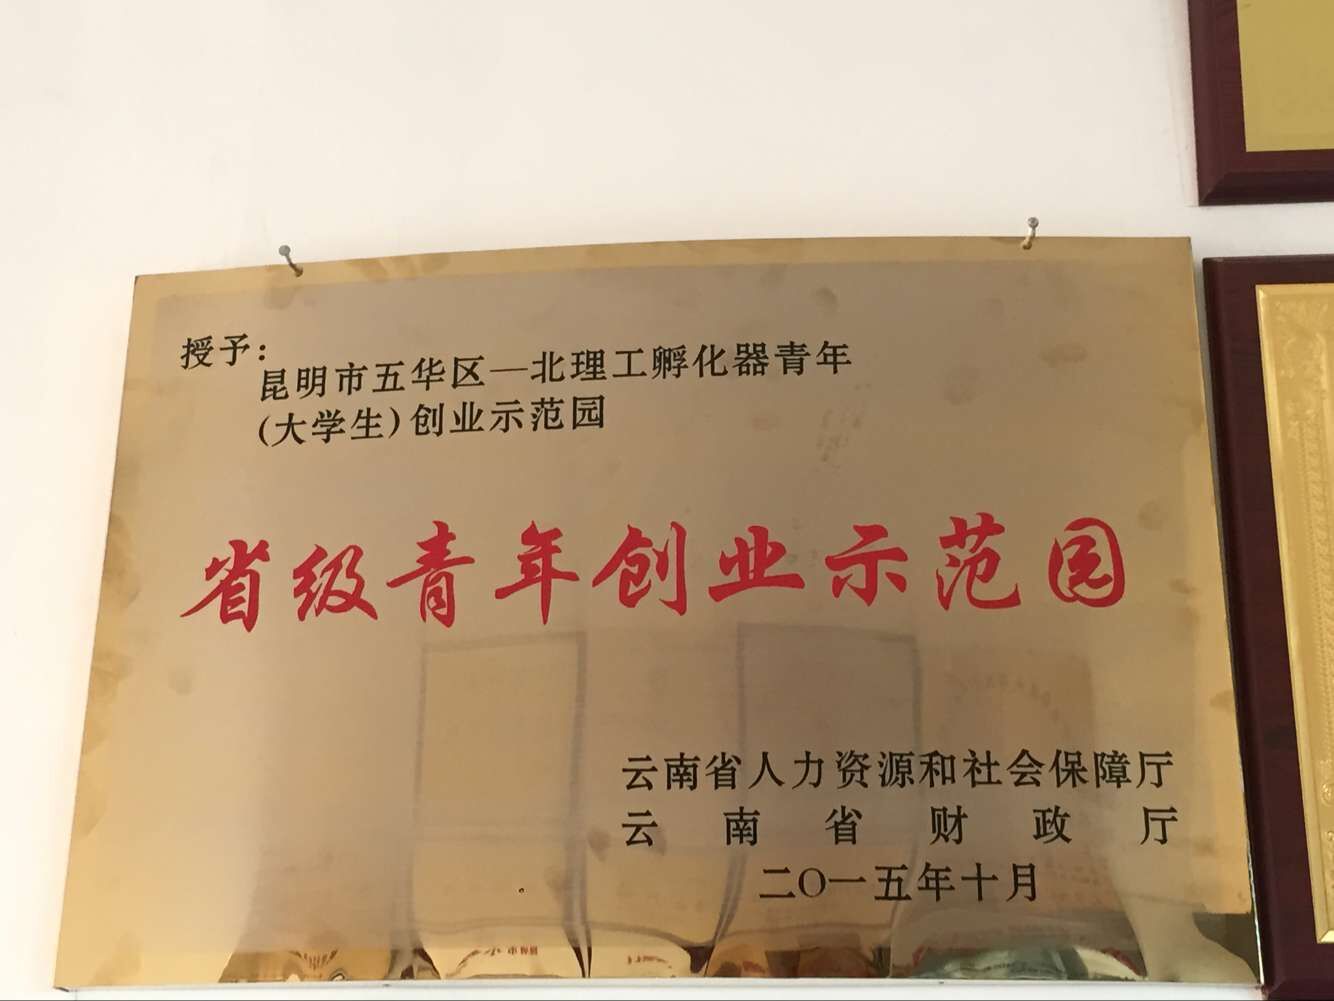 授予：
昆明市五华区—北理工孵化器青年
(大学生)创业示范园
省级青年创业示范园
云南省人力资源和社会保障厅
云南省财政厅
二〇一五年十月